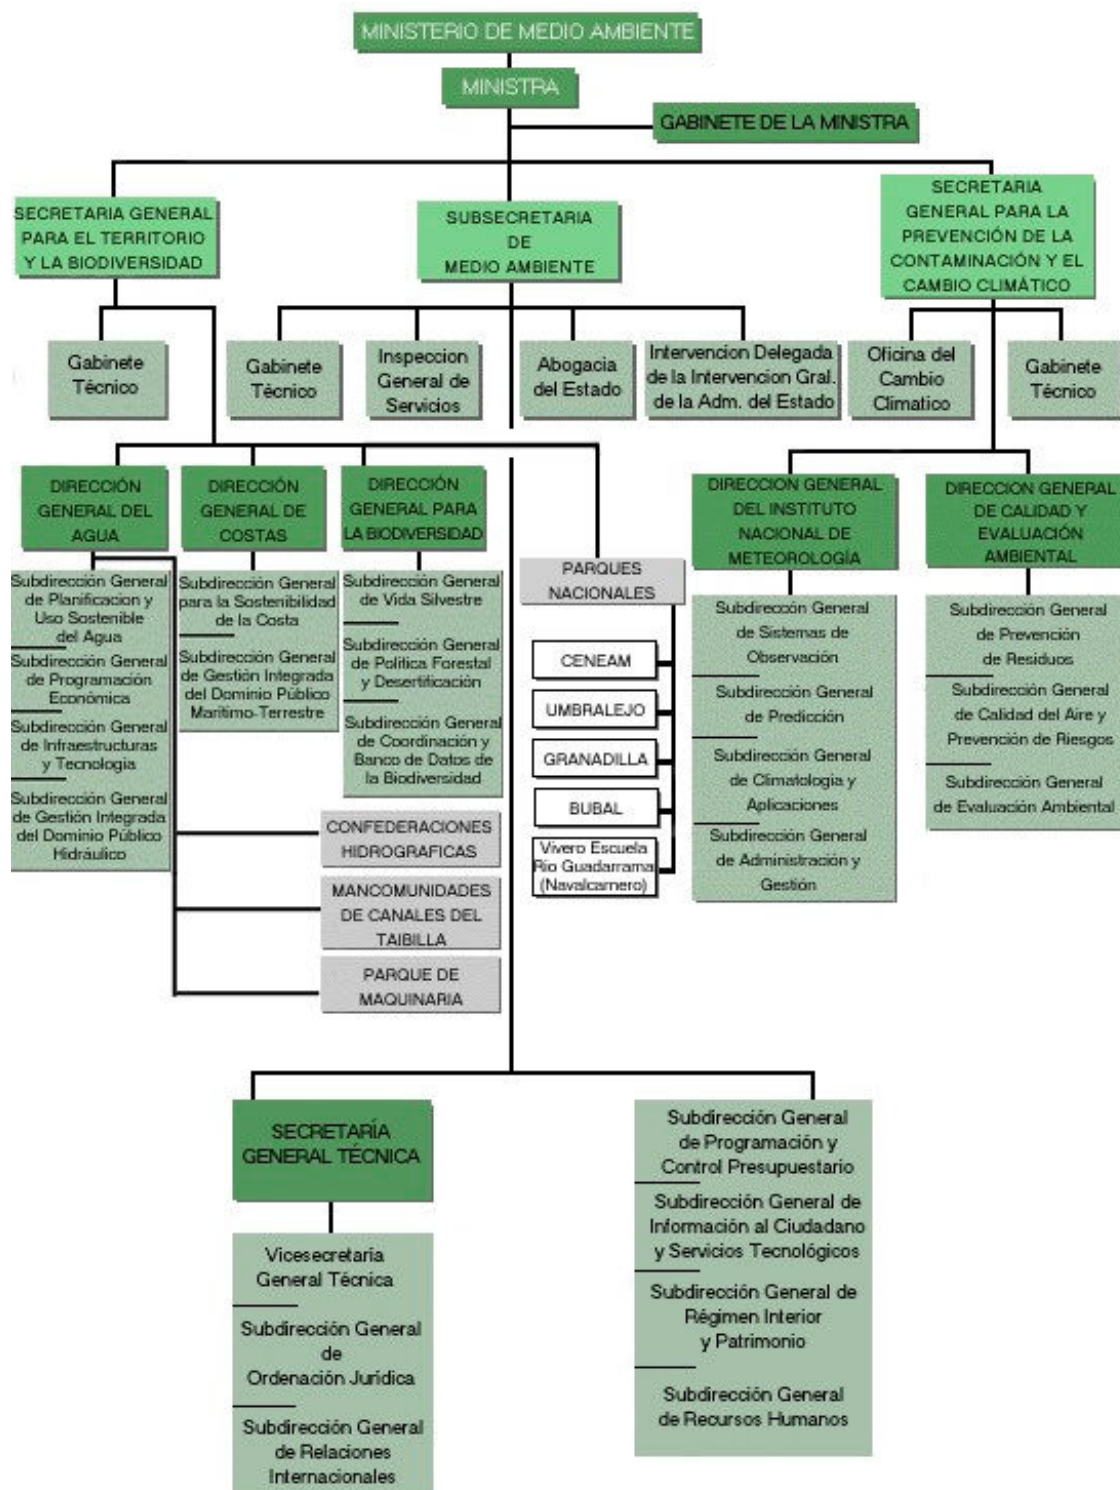 MINISTERIO DE MEDIO AMBIENTE
MINISTRA
GABINETE DE LA MINISTRA
SECRETARIA GENERAL
PARA EL TERRITORIO
Y LA BIODIVERSIDAD
SUBSECRETARIA
DE
MEDIO AMBIENTE
SECRETARIA
GENERAL PARA LA
PREVENCIÓN DE LA
CONTAMINACIÓN Y EL
CAMBIO CLIMÁTICO
Gabinete
Técnico
Gabinete
Técnico
Inspeccion
General de
Servicios
Abogacia
del Estado
Intervencion Delegada
de la Intervencion Gral.
de la Adm. del Estado
Oficina del
Cambio
Climatico
Gabinete
Técnico
DIRECCIÓN
GENERAL DEL
AGUA
DIRECCIÓN
GENERAL DE
COSTAS
DIRECCIÓN
GENERAL PARA
LA BIODIVERSIDAD
DIRECCION GENERAL
DEL INSTITUTO
NACIONAL DE
METEOROLOGÍA
DIRECCION GENERAL
DE CALIDAD Y
EVALUACIÓN
AMBIENTAL
Subdirección General
de Planificacion y
Uso Sostenible
del Agua
Subdirección General
de Programación
Económica
Subdirección General
de Infraestructuras
y Tecnología
Subdirección General
de Gestión Integrada
del Dominio Público
Hidráulico
Subdirección General
para la Sostenibilidad
de la Costa
Subdirección General
de Gestión Integrada
del Dominio Público
Marítimo-Terrestre
Subdirección General
de Vida Silvestre
Subdirección General
de Política Forestal
y Desertificación
Subdirección General
de Coordinación y
Banco de Datos de
la Biodiversidad
PARQUES
NACIONALES
CENEAM
UMBRALEJO
GRANADILLA
BUBAL
Vivero Escuela
Río Guadarrama
(Navalcarnero)
Subdirección General
de Sistemas de
Observación
Subdirección General
de Predicción
Subdirección General
de Climatología y
Aplicaciones
Subdirección General
de Administración y
Gestión
Subdirección General
de Prevención
de Residuos
Subdirección General
de Calidad del Aire y
Prevención de Riesgos
Subdirección General
de Evaluación Ambiental
CONFEDERACIONES
HIDROGRAFICAS
MANCOMUNIDADES
DE CANALES DEL
TAIBILLA
PARQUE DE
MAQUINARIA
SECRETARÍA
GENERAL TÉCNICA
Vicesecretaría
General Técnica
Subdirección General
de
Ordenación Jurídica
Subdirección General
de Relaciones
Internacionales
Subdirección General
de Programación y
Control Presupuestario
Subdirección General de
Información al Ciudadano
y Servicios Tecnológicos
Subdirección General de
Régimen Interior
y Patrimonio
Subdirección General
de Recursos Humanos